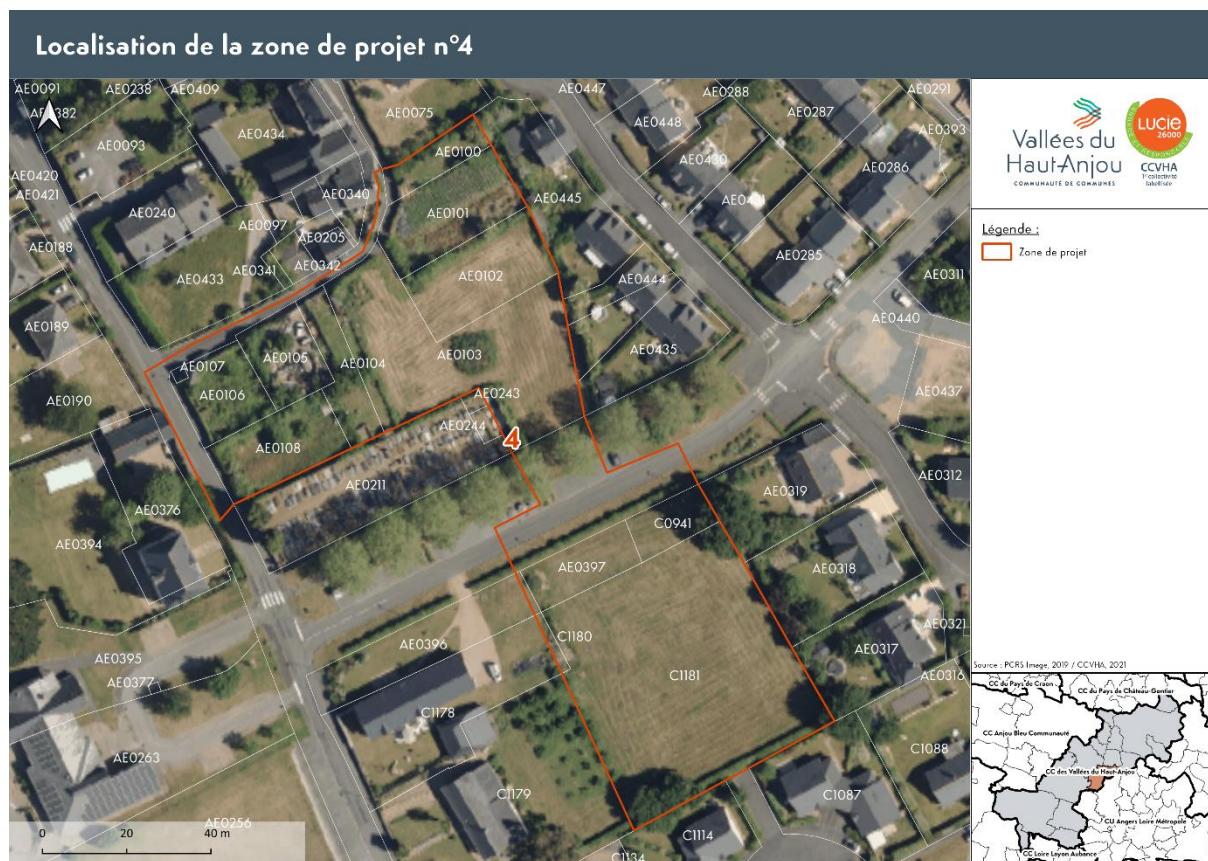 Localisation de la zone de projet n°4
AE0091
AE0238
AE0409
AE0075
AE0447
AE0288
AE0287
AE0291
AE0382
AE0434
AE0448
AE0393
AE0093
AE0100
AE0430
AE0286
AE0420
AE0421
AE0340
AE0101
AE0445
AE0431
AE0240
AE0097
AE0205
AE0188
AE0341
AE0342
AE0102
AE0444
AE0285
AE0311
AE0433
AE0440
AE0189
AE0107
AE0105
AE0104
AE0103
AE0435
AE0437
AE0190
AE0106
AE0243
AE0244
4
AE0108
AE0211
AE0319
AE0312
AE0376
C0941
AE0394
AE0397
AE0318
AE0321
AE0395
AE0396
C1180
AE0317
AE0377
C1181
AE0316
C1178
AE0263
C1088
C1179
C1087
AE0256
C1114
C1134
0 20 40 m
Vallées du
Haut-Anjou
COMMUNAUTÉ DE COMMUNES
LUCIE
26000
CCVHA
1ère collectivité
labellisée
Légende :
Zone de projet
Source : PCRS Image, 2019 / CCVHA, 2021
CC du Pays de Craon
CC du Pays de Château-Gontier
CC Anjou Bleu Communauté
CC des Vallées du Haut-Anjou
CU Angers Loire Métropole
CC Loire Layon Aubance